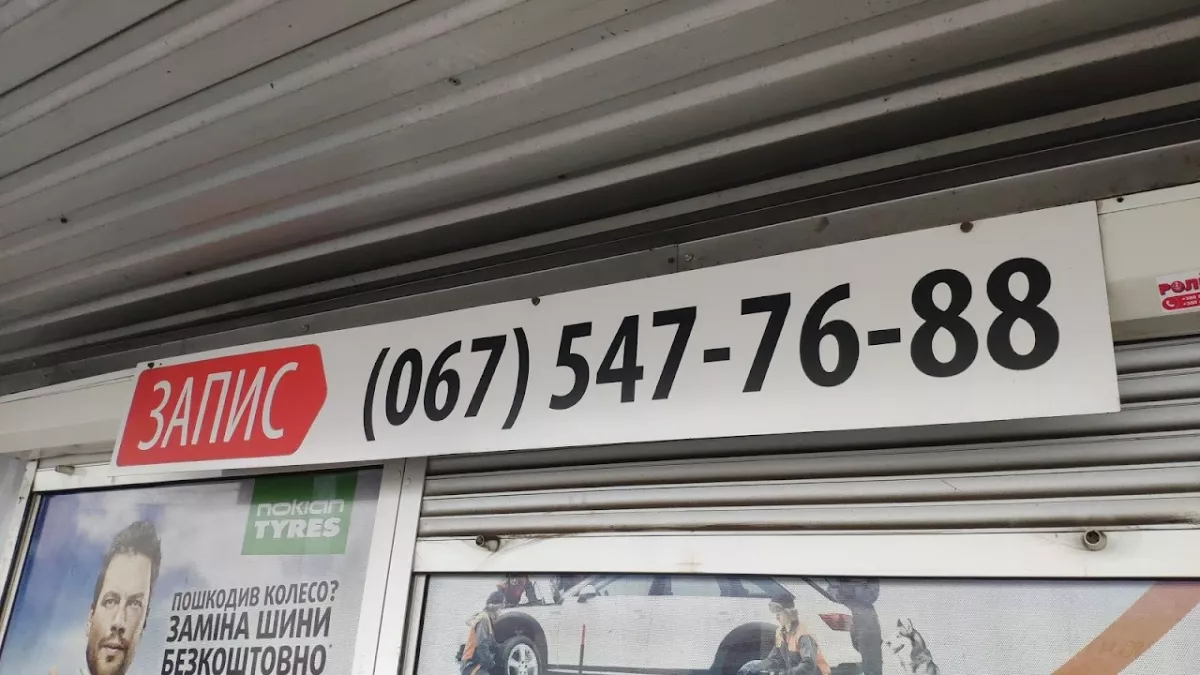 ЗАПИС (067) 547-76-88
nokian
TYRES
ПОШКОДИВ КОЛЕСО?
ЗАМІНА ШИНИ
БЕЗКОШТОВНО*